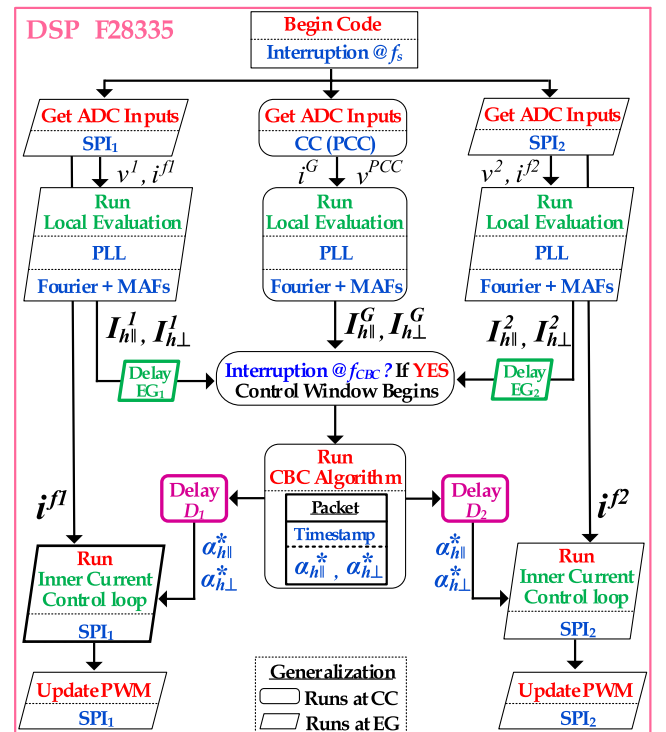 DSP F28335
Begin Code
Interruption @ fs
Get ADC Inputs
SPI1
Get ADC Inputs
CC (PCC)
Get ADC Inputs
SPI2
v1, if1
iG vPCC
v2, if2
Run
Local Evaluation
PLL
Fourier + MAFs
Run
Local Evaluation
PLL
Fourier + MAFs
Run
Local Evaluation
PLL
Fourier + MAFs
I1h∥, I1h⊥
IGh∥, IGh⊥
I2h∥, I2h⊥
Delay
EG1
Interruption @ fCBC ? If YES
Control Window Begins
Delay
EG2
Run
CBC Algorithm
Packet
Timestamp
α*h∥ , α*h⊥
Delay
D1
Delay
D2
if1
if2
α*h∥
α*h⊥
α*h∥
α*h⊥
Run
Inner Current
Control loop
SPI1
Run
Inner Current
Control loop
SPI2
Update PWM
SPI1
Generalization
Runs at CC
Runs at EG
Update PWM
SPI2